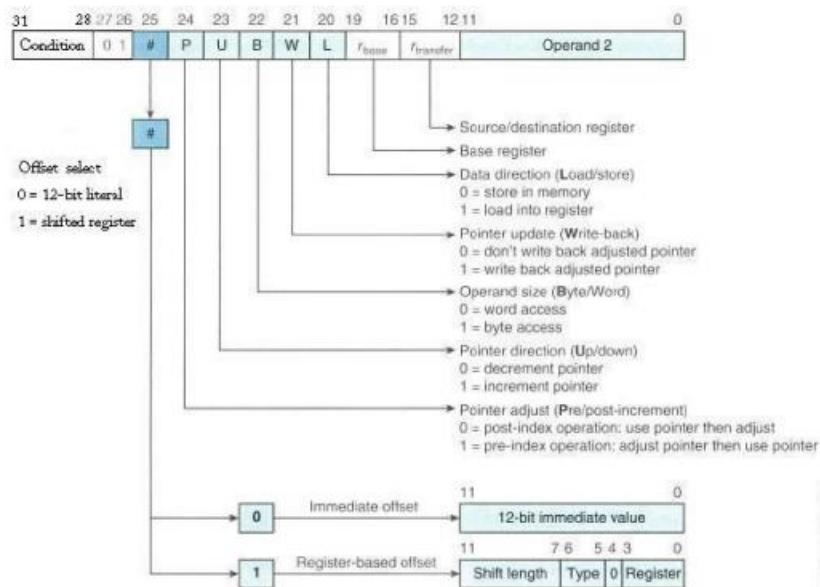 31 28 27 26 25 24 23 22 21 20 19 16 15 12 11 0
Condition 0 1 # P U B W L r_base r_transfer Operand 2
#
Offset select
0 = 12-bit literal
1 = shifted register
Source/destination register
Base register
Data direction (Load/store)
0 = store in memory
1 = load into register
Pointer update (Write-back)
0 = don't write back adjusted pointer
1 = write back adjusted pointer
Operand size (Byte/Word)
0 = word access
1 = byte access
Pointer direction (Up/down)
0 = decrement pointer
1 = increment pointer
Pointer adjust (Pre/post-increment)
0 = post-index operation: use pointer then adjust
1 = pre-index operation: adjust pointer then use pointer
11 0
0 Immediate offset 12-bit immediate value
11 7 6 5 4 3 0
1 Register-based offset Shift length Type 0 Register